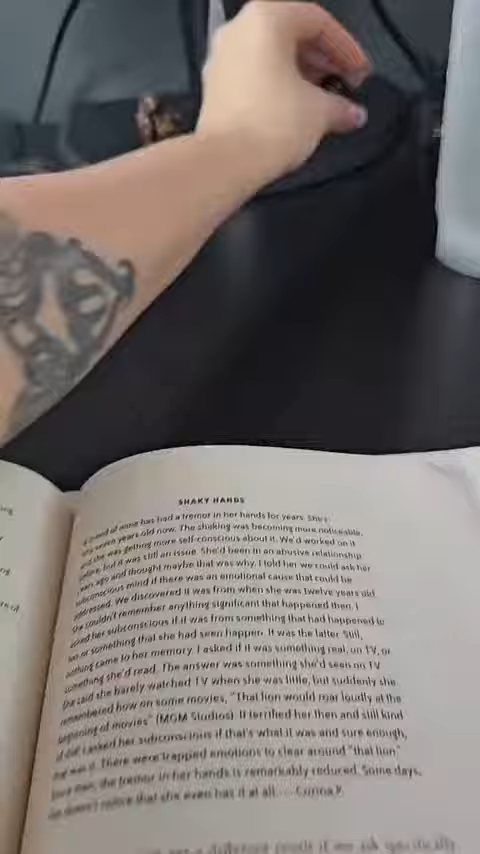 SHAKY HANDS
friend of mine has had a tremor in her hands for years. She's
seven years old now. The shaking was becoming more noticeable,
and she was getting more self-conscious about it. We'd worked on it
before, but it was still an issue. She'd been in an abusive relationship
years ago and thought maybe that was why. I told her we could ask her
subconscious mind if there was an emotional cause that could be
addressed. We discovered it was from when she was twelve years old.
She couldn't remember anything significant that happened then. I
asked her subconscious if it was from something that had happened to
or something that she had seen happen. It was the latter. Still,
nothing came to her memory. I asked if it was something real, on TV, or
something she'd read. The answer was something she'd seen on TV
She said she barely watched TV when she was little, but suddenly she
remembered how on some movies, "That lion would roar loudly at the
beginning of movies" (MGM Studios). It terrified her then and still kind
of did. I asked her subconscious if that's what it was and sure enough,
that was it. There were trapped emotions to clear around "that lion"
Since then, the tremor in her hands is remarkably reduced. Some days,
she doesn't notice that she even has it at all. —Corina P.
get a different result if we ask specifically